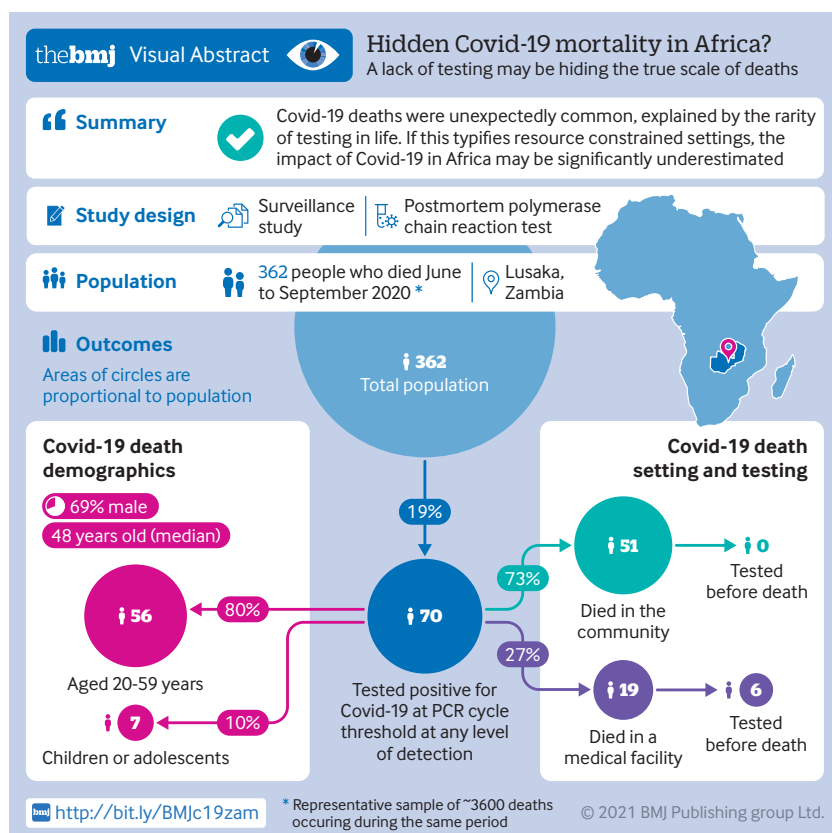 thebmj Visual Abstract
Hidden Covid-19 mortality in Africa?
A lack of testing may be hiding the true scale of deaths
Summary
Covid-19 deaths were unexpectedly common, explained by the rarity
of testing in life. If this typifies resource constrained settings, the
impact of Covid-19 in Africa may be significantly underestimated
Study design
Surveillance
study
Postmortem polymerase
chain reaction test
Population
362 people who died June
to September 2020 *
Lusaka,
Zambia
Outcomes
Areas of circles are
proportional to population
362
Total population
19%
Covid-19 death
demographics
69% male
48 years old (median)
56
80%
Aged 20-59 years
7
10%
Children or adolescents
70
Tested positive for
Covid-19 at PCR cycle
threshold at any level
of detection
Covid-19 death
setting and testing
73%
51
Died in the
community
0
Tested
before death
27%
19
Died in a
medical facility
6
Tested
before death
bmj http://bit.ly/BMJc19zam
* Representative sample of ~3600 deaths
occuring during the same period
© 2021 BMJ Publishing group Ltd.